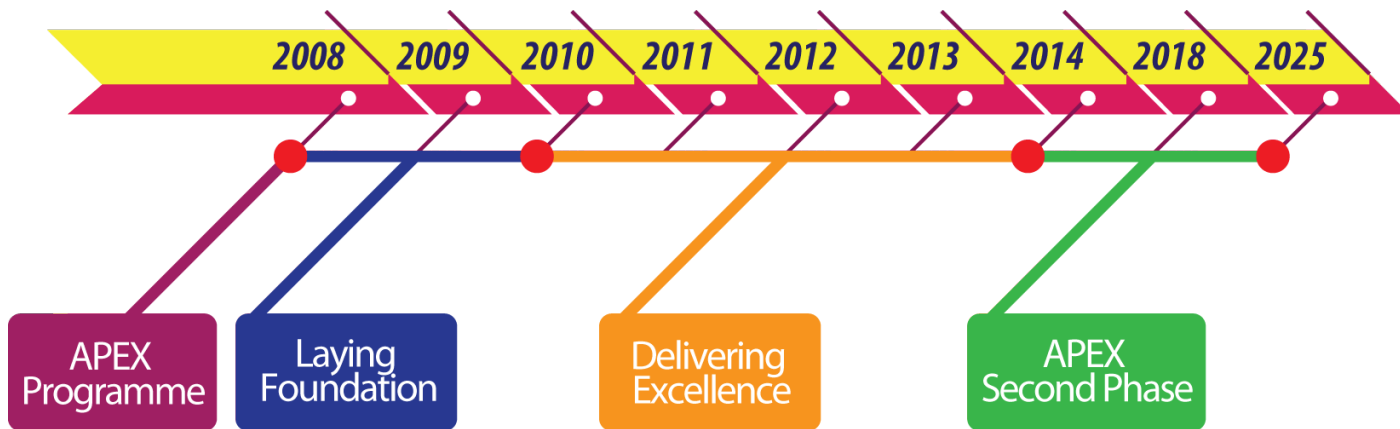 2008 2009 2010 2011 2012 2013 2014 2018 2025
APEX
Programme
Laying
Foundation
Delivering
Excellence
APEX
Second Phase